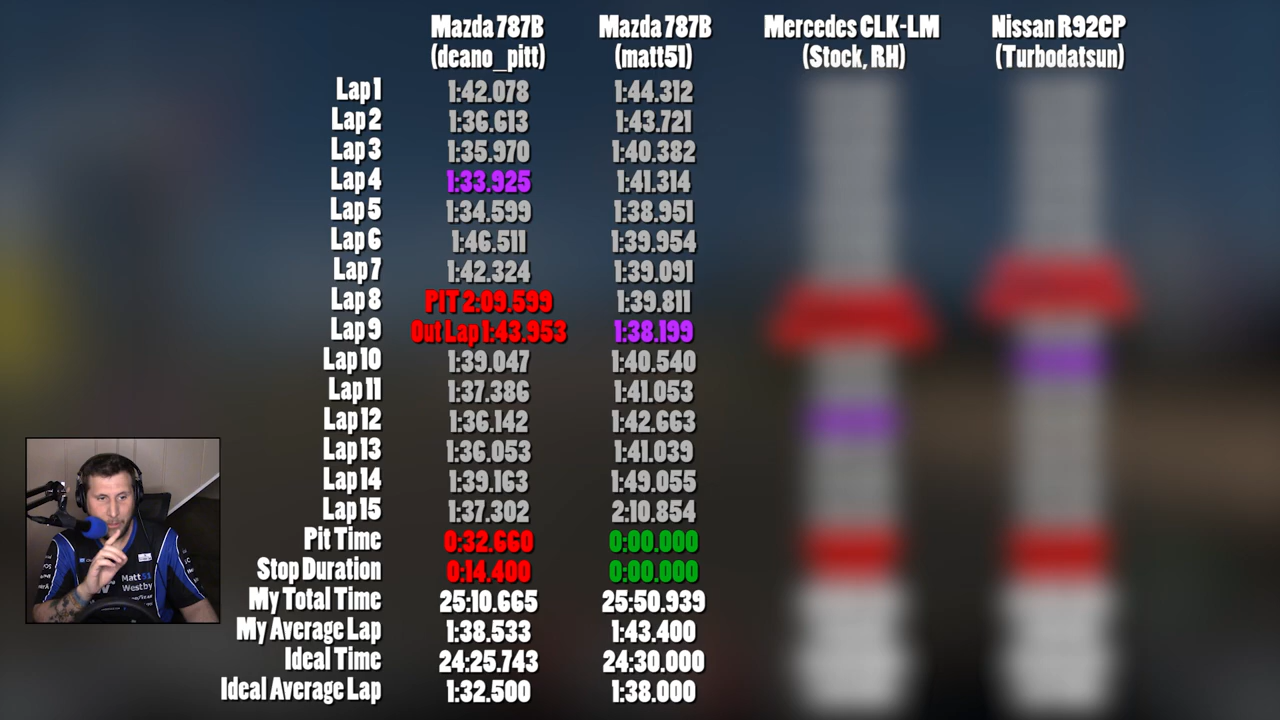 Mazda 787B Mazda 787B Mercedes CLK-LM Nissan R92CP
(deano_pitt) (matt51) (Stock, RH) (Turbodatsun)
Lap 1 1:42.078 1:44.312
Lap 2 1:36.613 1:43.721
Lap 3 1:35.970 1:40.382
Lap 4 1:33.925 1:41.314
Lap 5 1:34.599 1:38.951
Lap 6 1:46.511 1:39.954
Lap 7 1:42.324 1:39.091
Lap 8 PIT 2:09.599 1:39.811
Lap 9 Out Lap 1:43.953 1:38.199
Lap 10 1:39.047 1:40.540
Lap 11 1:37.386 1:41.053
Lap 12 1:36.142 1:42.663
Lap 13 1:36.053 1:41.039
Lap 14 1:39.163 1:49.055
Lap 15 1:37.302 2:10.854
Pit Time 0:32.660 0:00.000
Stop Duration 0:14.400 0:00.000
My Total Time 25:10.665 25:50.939
My Average Lap 1:38.533 1:43.400
Ideal Time 24:25.743 24:30.000
Ideal Average Lap 1:32.500 1:38.000
Matt51
Westby